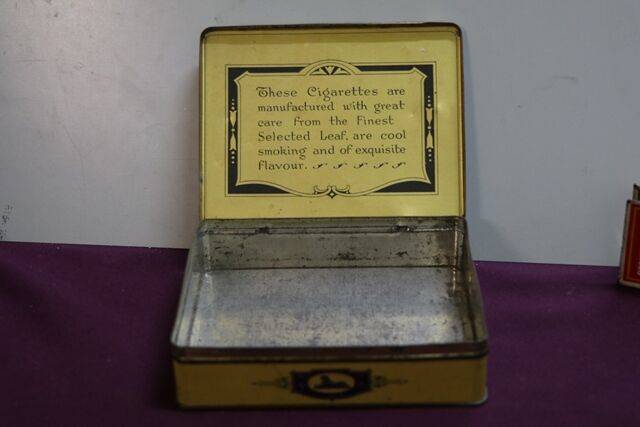 These Cigarettes are
manufactured with great
care from the Finest
Selected Leaf, are cool
smoking and of exquisite
flavour.